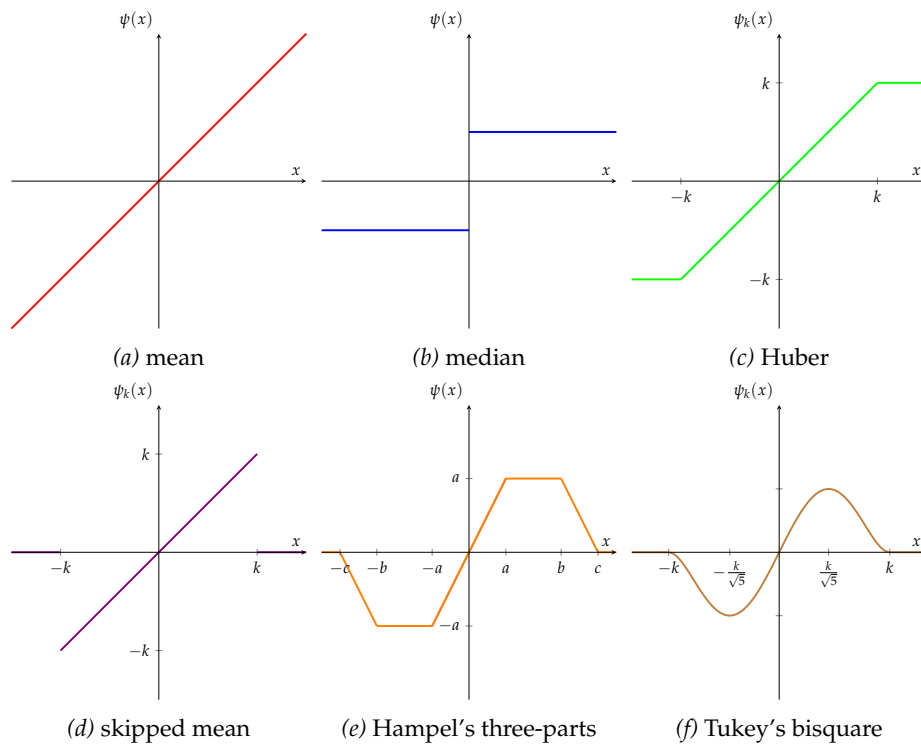 ψ(x)
x
(a) mean
ψ(x)
x
(b) median
ψₖ(x)
k
x
−k
k
−k
(c) Huber
ψₖ(x)
k
x
−k
k
−k
(d) skipped mean
ψ(x)
a
x
−c
−b
−a
a
b
c
−a
(e) Hampel's three-parts
ψₖ(x)
x
−k
−k/√5
k/√5
k
(f) Tukey's bisquare